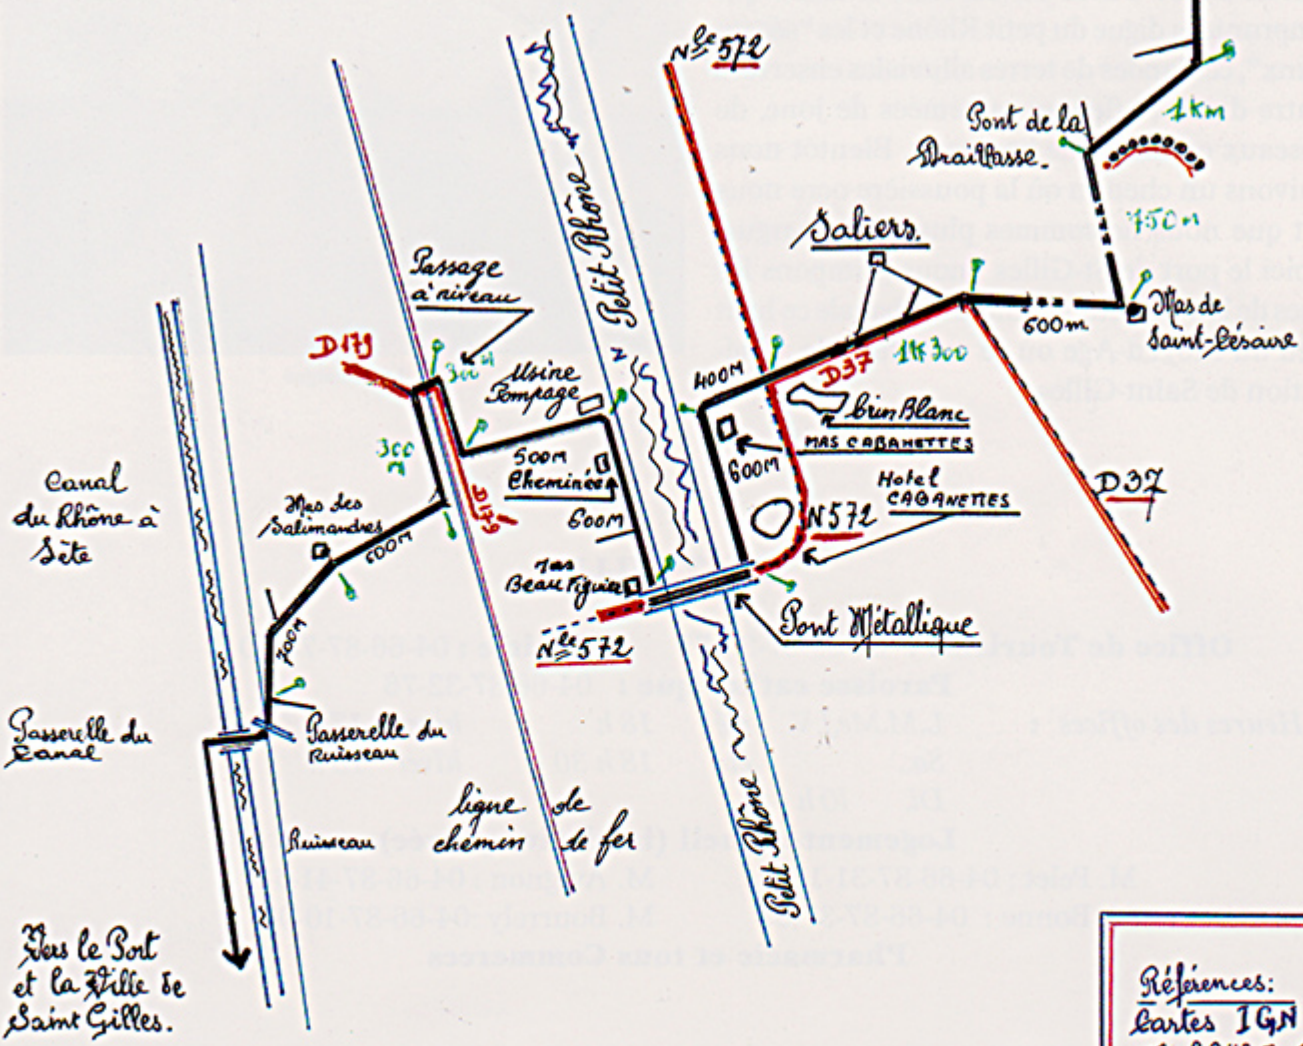 Nle 572
1km
Pont de la
Draillasse.
750m
Saliers.
Passage
à niveau
Petit Rhône
D179
300m
Usine
Pompage
400M
D37
1K300
600m.
Mas de
Saint-Césaire
Crin Blanc
MAS CABANETTES
300
m
500M
Cheminée
600M
600M
Hotel
CABANETTES
N572
D37
D179
Canal
du Rhône à
Sète
Mas des
Salimandres
600M
Mas
Beau Figuier
Nle 572
Pont Métallique
Passerelle du
Canal
Passerelle du
Ruisseau
Ruisseau
ligne de
chemin de fer
Petit Rhône
Vers le Port
et la Ville de
Saint Gilles.
Références:
Cartes IGN